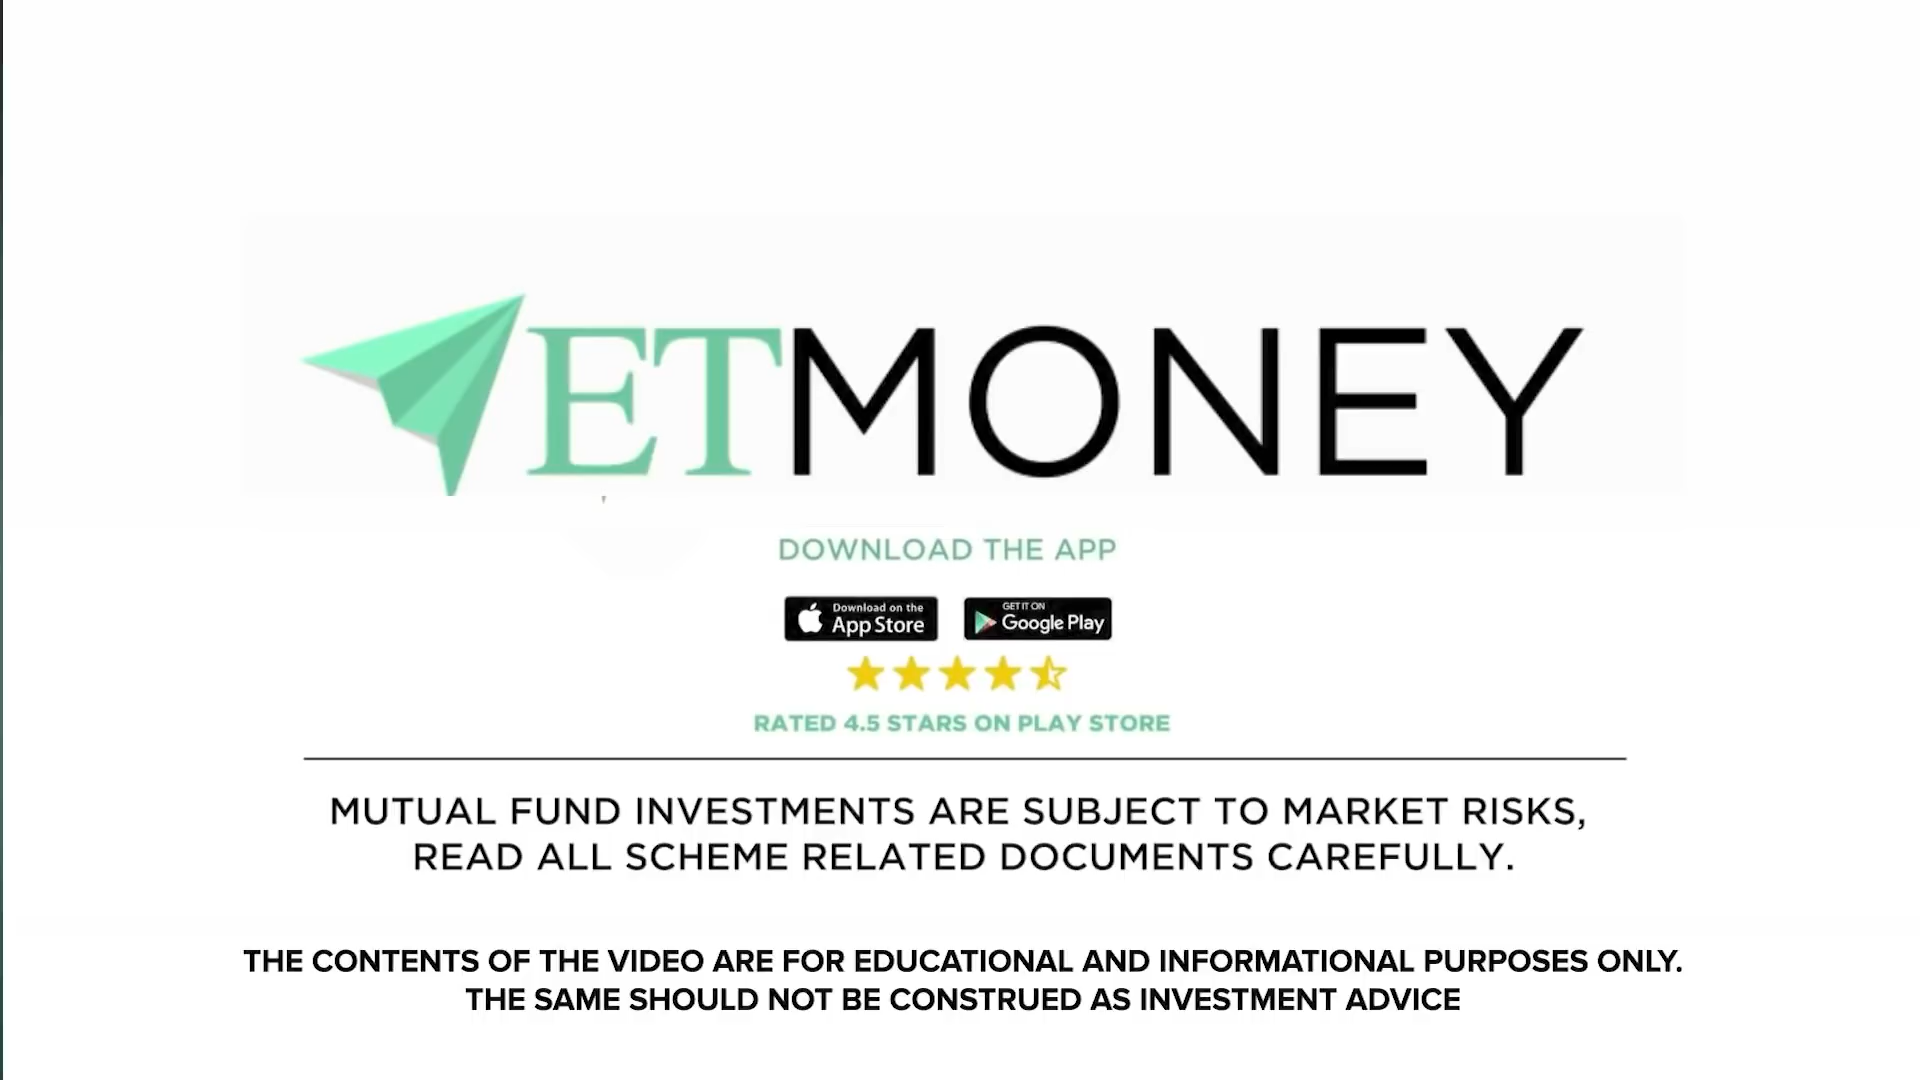 ETMONEY
DOWNLOAD THE APP
Download on the
App Store
GET IT ON
Google Play
RATED 4.5 STARS ON PLAY STORE
MUTUAL FUND INVESTMENTS ARE SUBJECT TO MARKET RISKS,
READ ALL SCHEME RELATED DOCUMENTS CAREFULLY.
THE CONTENTS OF THE VIDEO ARE FOR EDUCATIONAL AND INFORMATIONAL PURPOSES ONLY.
THE SAME SHOULD NOT BE CONSTRUED AS INVESTMENT ADVICE